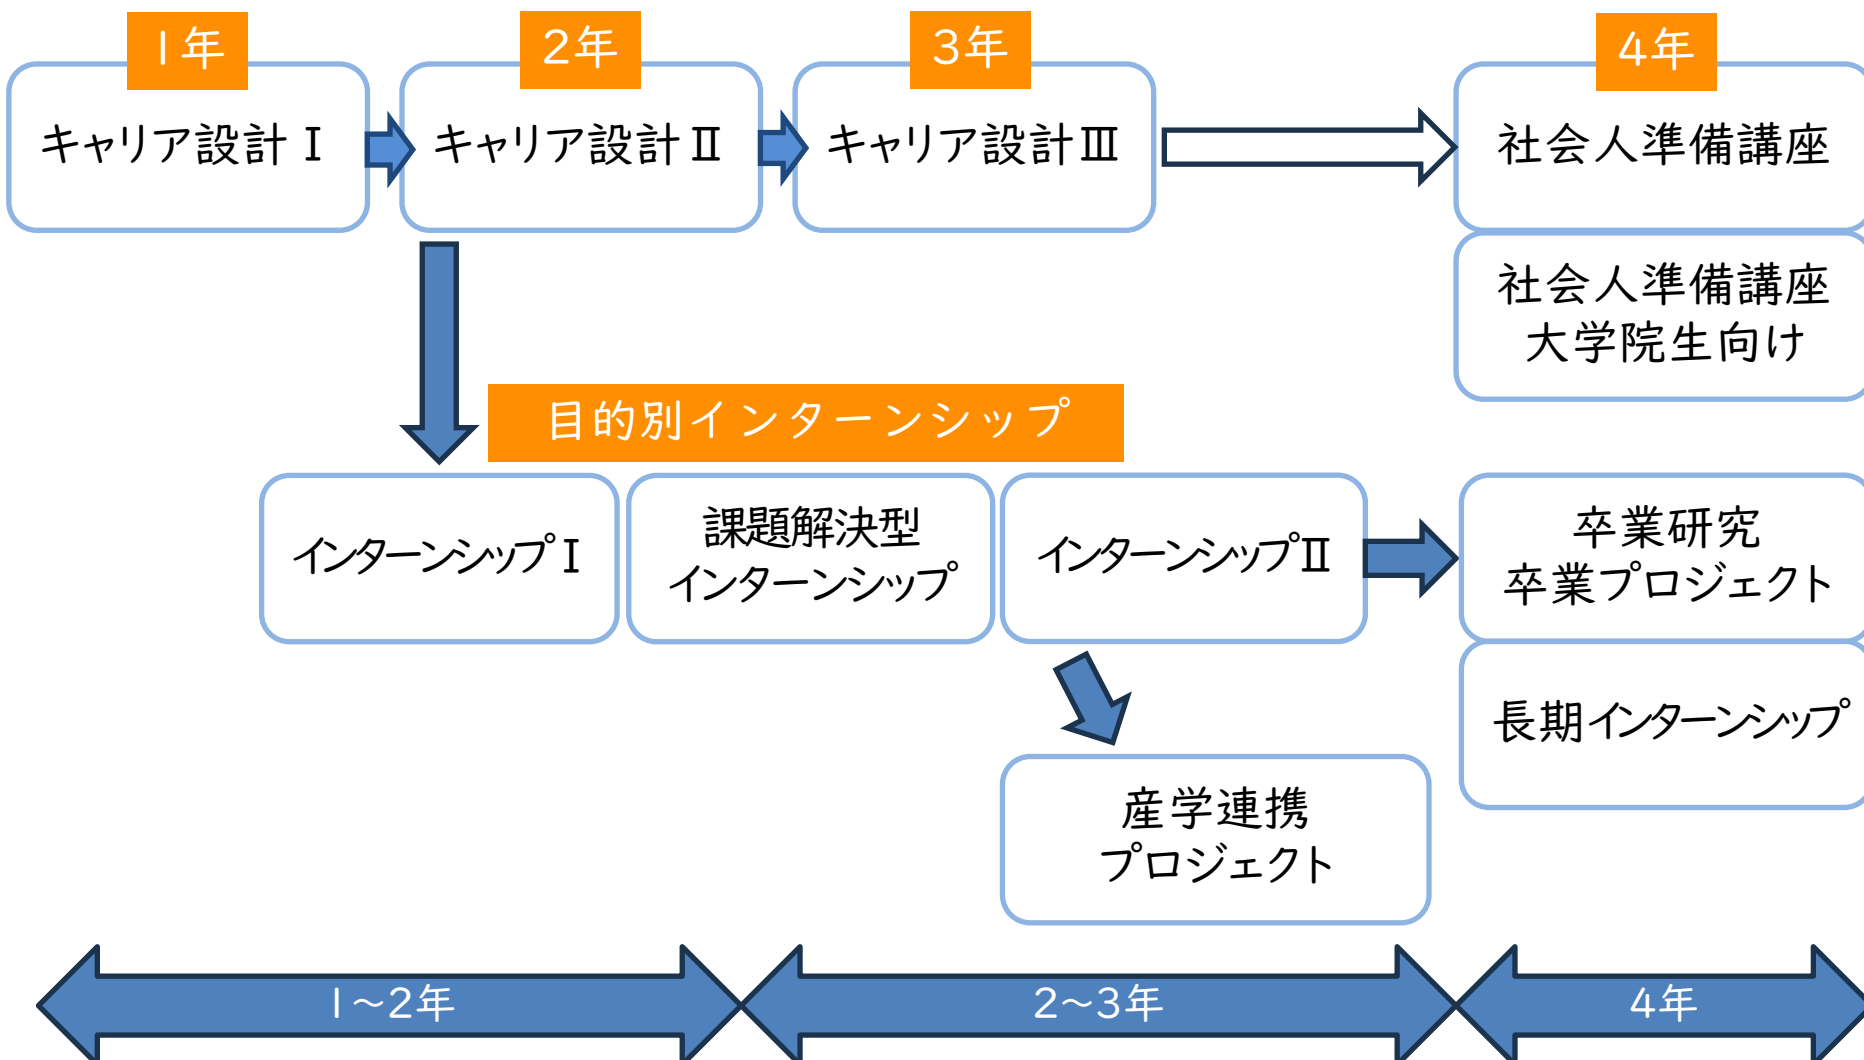 1年
2年
3年
4年
キャリア設計Ⅰ
キャリア設計Ⅱ
キャリア設計Ⅲ
社会人準備講座
社会人準備講座
大学院生向け
目的別インターンシップ
インターンシップⅠ
課題解決型
インターンシップ
インターンシップⅡ
卒業研究
卒業プロジェクト
長期インターンシップ
産学連携
プロジェクト
1～2年
2～3年
4年